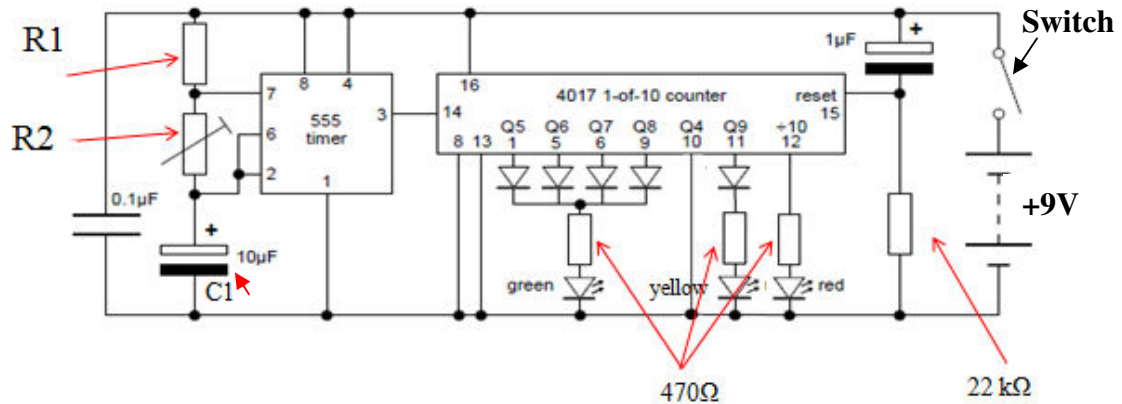 R1
R2
0.1µF
+
10µF
C1
8
4
7
6
2
555
timer
3
1
16
14
4017 1-of-10 counter
reset
15
Q5
Q6
Q7
Q8
Q4
Q9
÷10
8
13
1
5
6
9
10
11
12
green
yellow
red
470Ω
1µF
+
22 kΩ
Switch
+9V